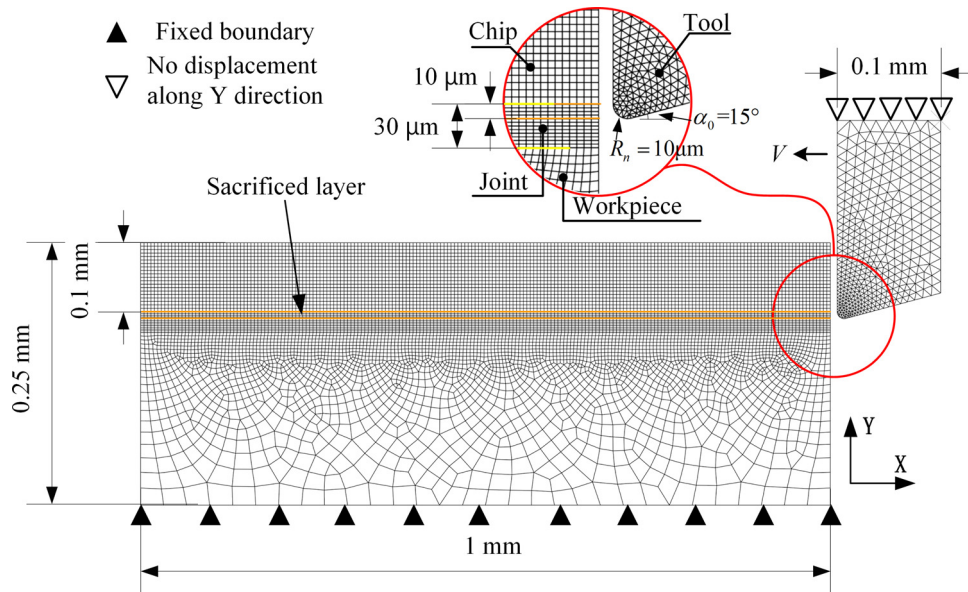 Fixed boundary
No displacement
along Y direction
Chip
Tool
10 μm
30 μm
α₀=15°
Rₙ = 10μm
Joint
Workpiece
0.1 mm
V
Sacrificed layer
0.1 mm
0.25 mm
Y
X
1 mm